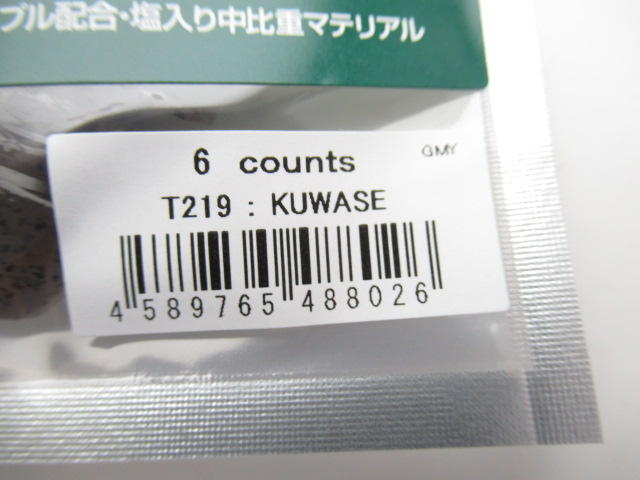 ブル配合・塩入り中比重マテリアル
6 counts
GMY
T219 : KUWASE
4 589765 488026